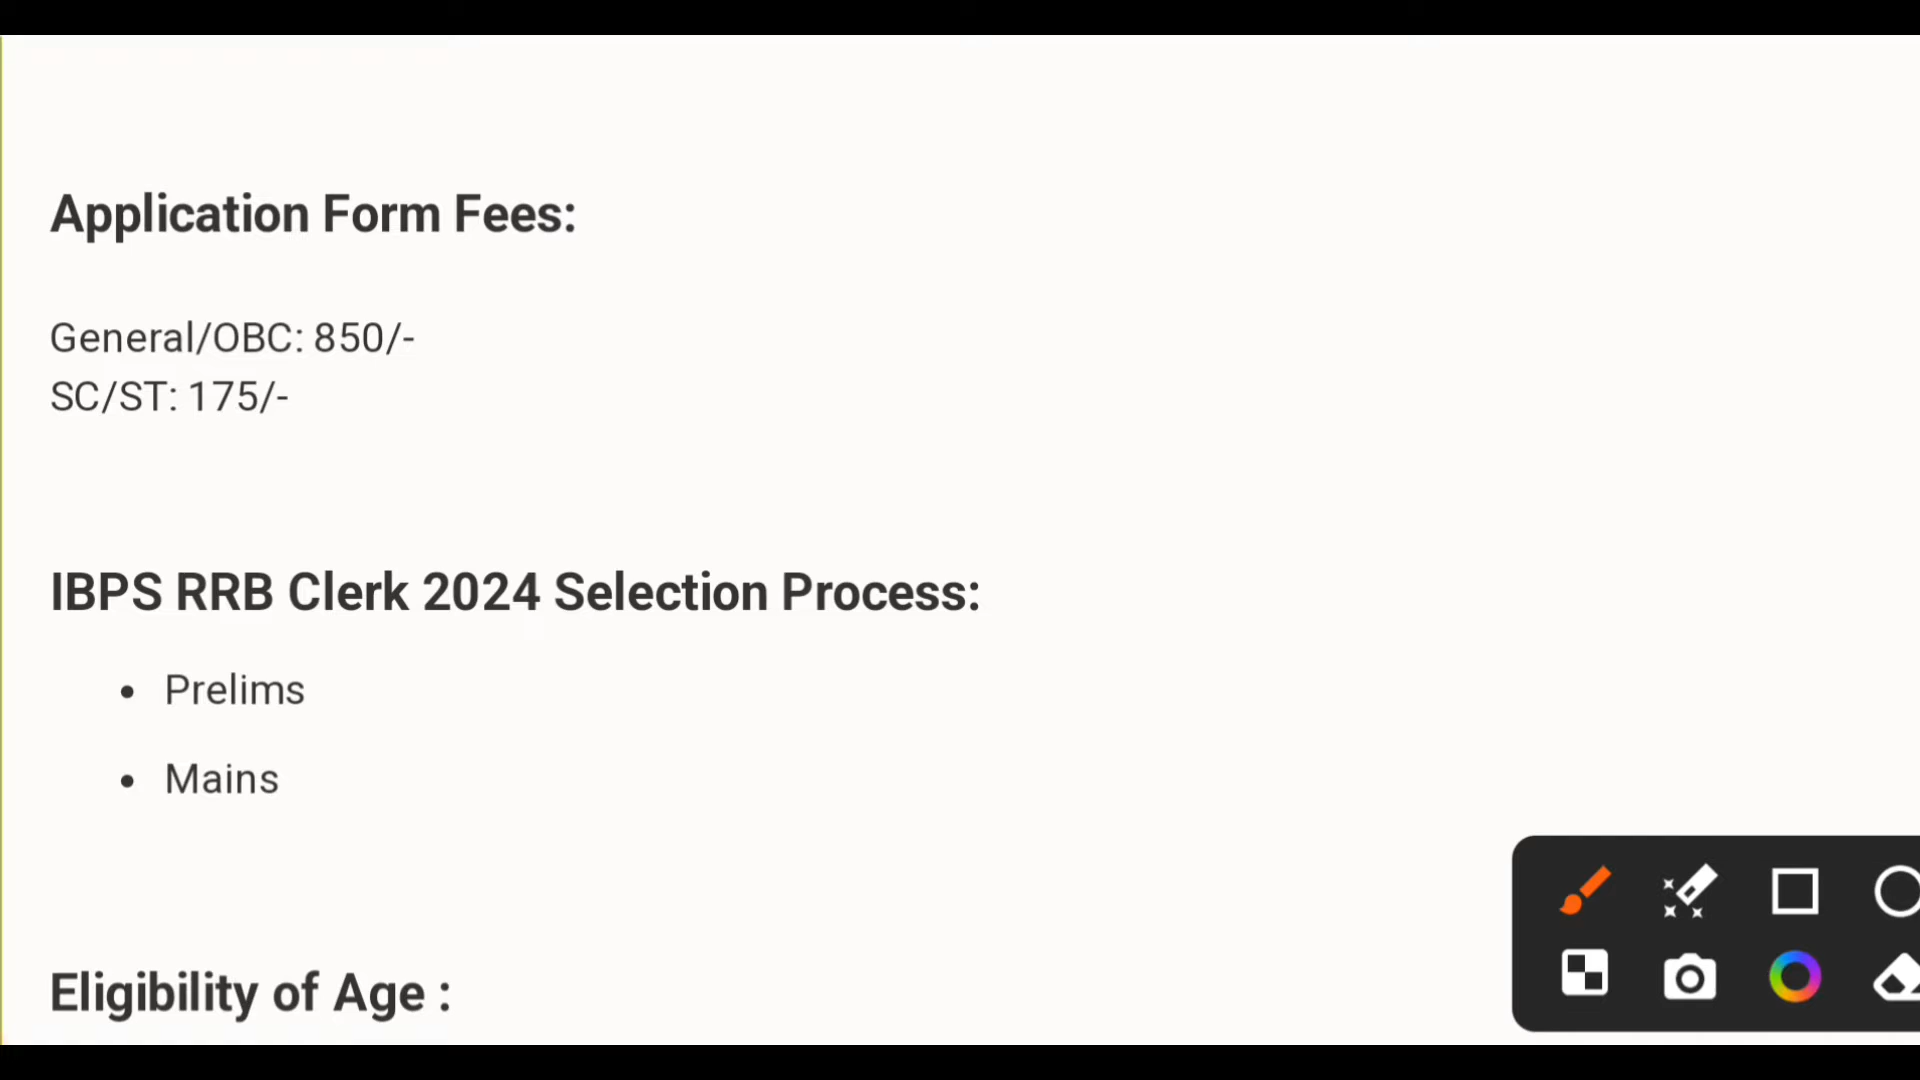 Application Form Fees:
General/OBC: 850/-
SC/ST: 175/-
IBPS RRB Clerk 2024 Selection Process:
• Prelims
• Mains
Eligibility of Age :